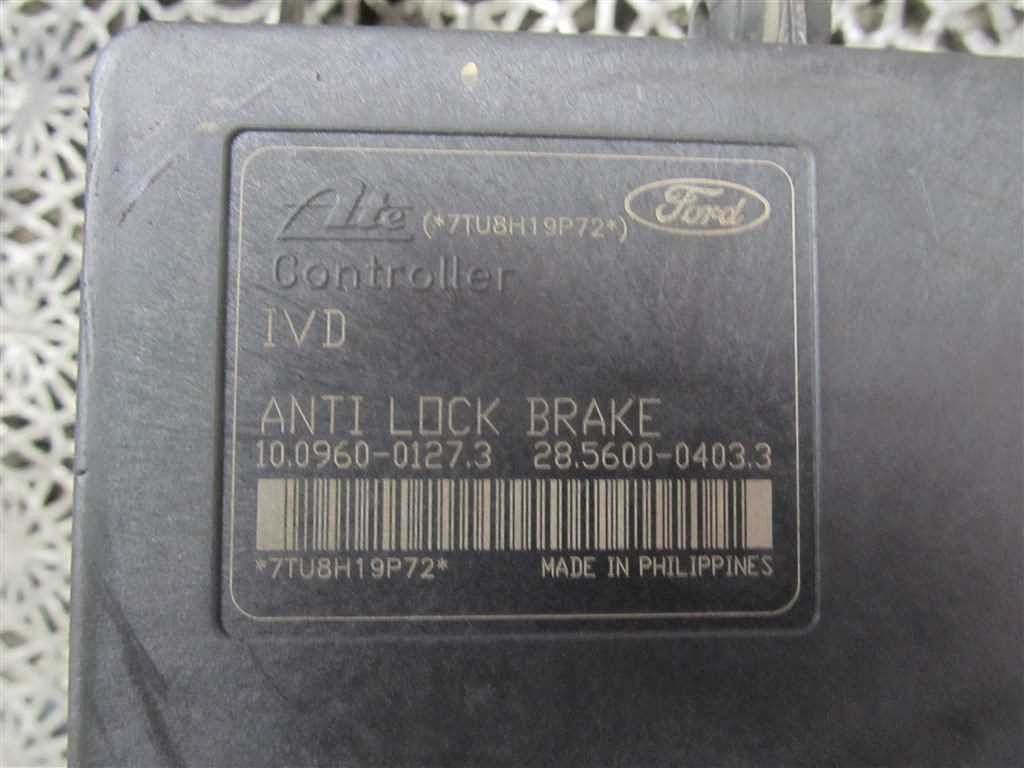 Ate (*7TU8H19P72*) Ford
Controller
IVD
ANTI LOCK BRAKE
10.0960-0127.3 28.5600-0403.3
*7TU8H19P72* MADE IN PHILIPPINES